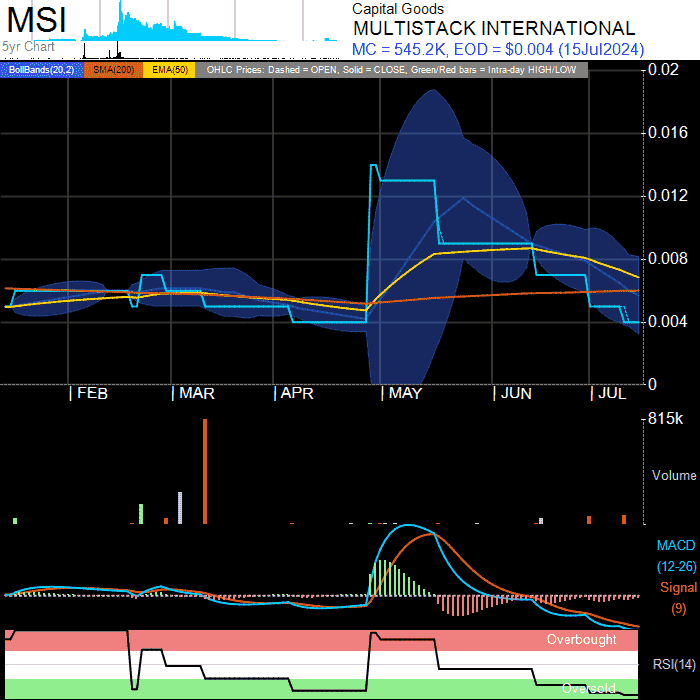 MSI
5yr Chart
Capital Goods
MULTISTACK INTERNATIONAL
MC = 545.2K, EOD = $0.004 (15Jul2024)
BollBands(20,2) SMA(200) EMA(50) OHLC Prices: Dashed = OPEN, Solid = CLOSE, Green/Red bars = Intra-day HIGH/LOW
0.02
0.016
0.012
0.008
0.004
0
FEB MAR APR MAY JUN JUL
815k
Volume
MACD
(12-26)
Signal
(9)
Overbought
RSI(14)
Oversold